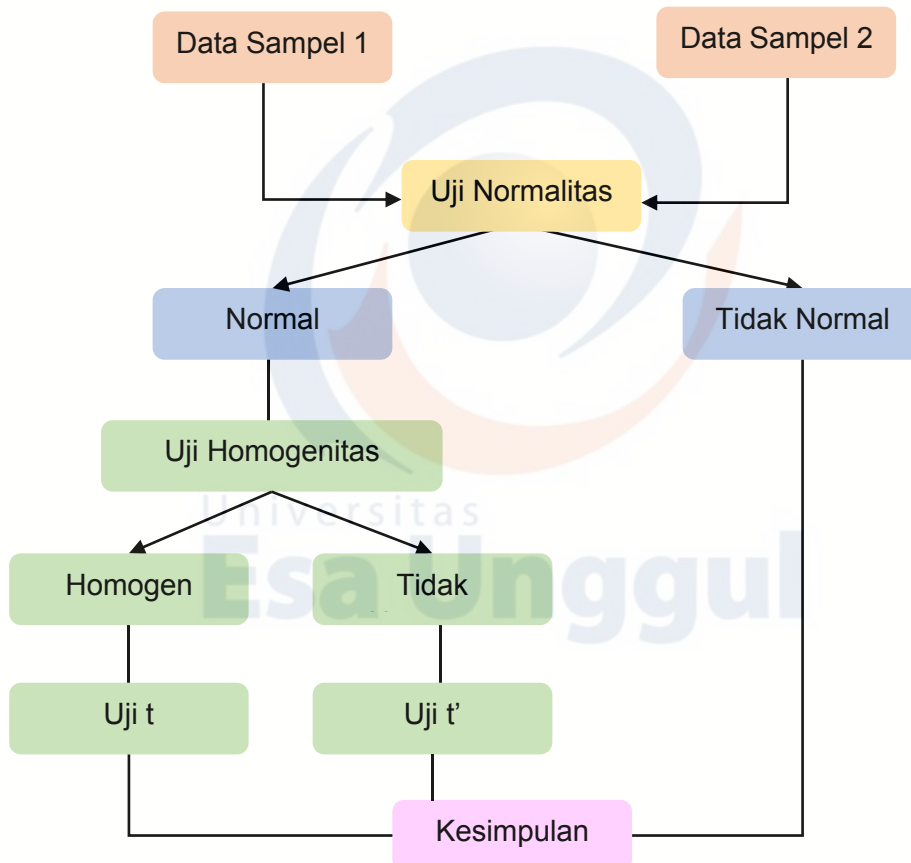 Data Sampel 1
Data Sampel 2
Uji Normalitas
Normal
Tidak Normal
Uji Homogenitas
Universitas
Esa Unggul
Homogen
Tidak
Uji t
Uji t’
Kesimpulan